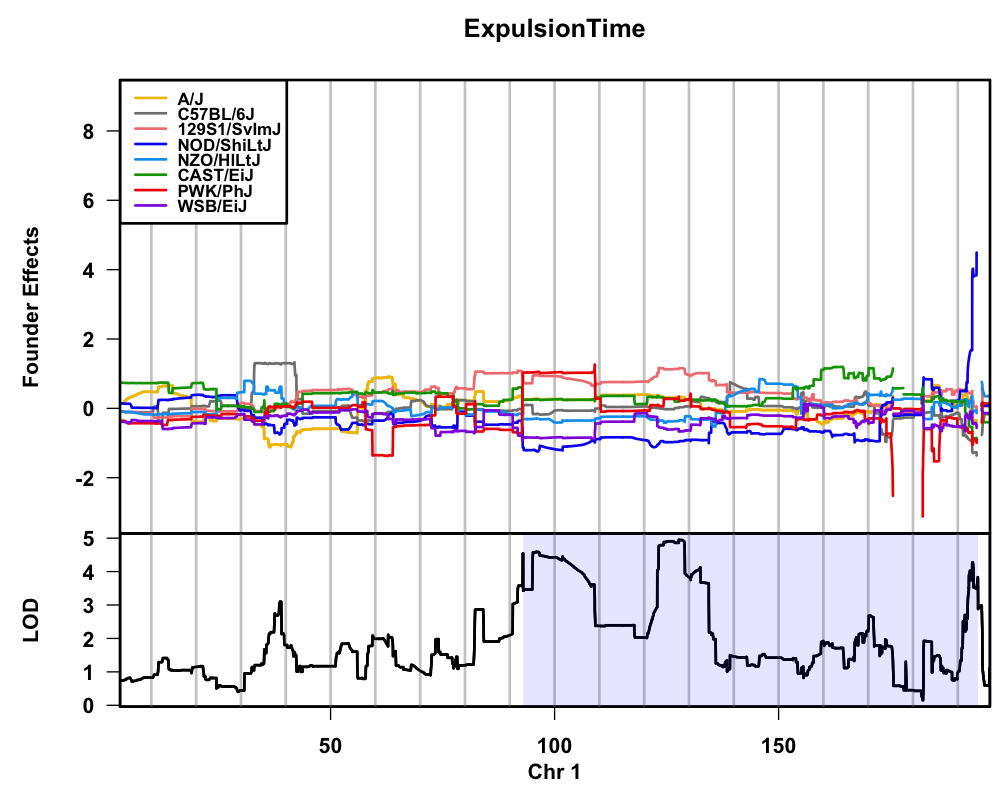 ExpulsionTime
A/J
C57BL/6J
129S1/SvImJ
NOD/ShiLtJ
NZO/HlLtJ
CAST/EiJ
PWK/PhJ
WSB/EiJ
Founder Effects
8
6
4
2
0
-2
LOD
5
4
3
2
1
0
50 100 150
Chr 1